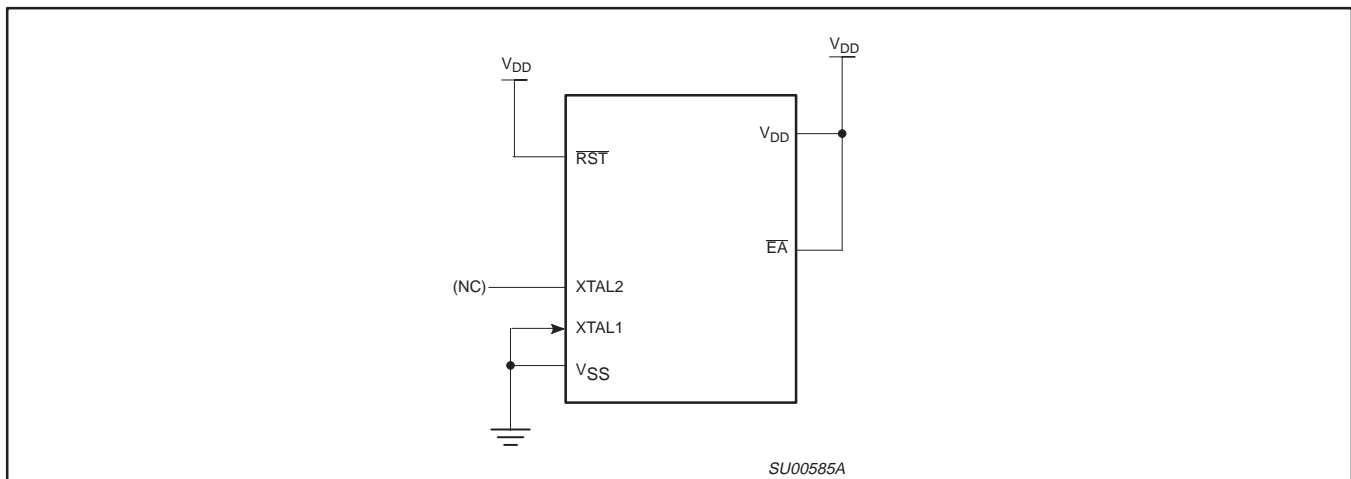 VDD
VDD
VDD
RST
EA
(NC)
XTAL2
XTAL1
VSS
SU00585A